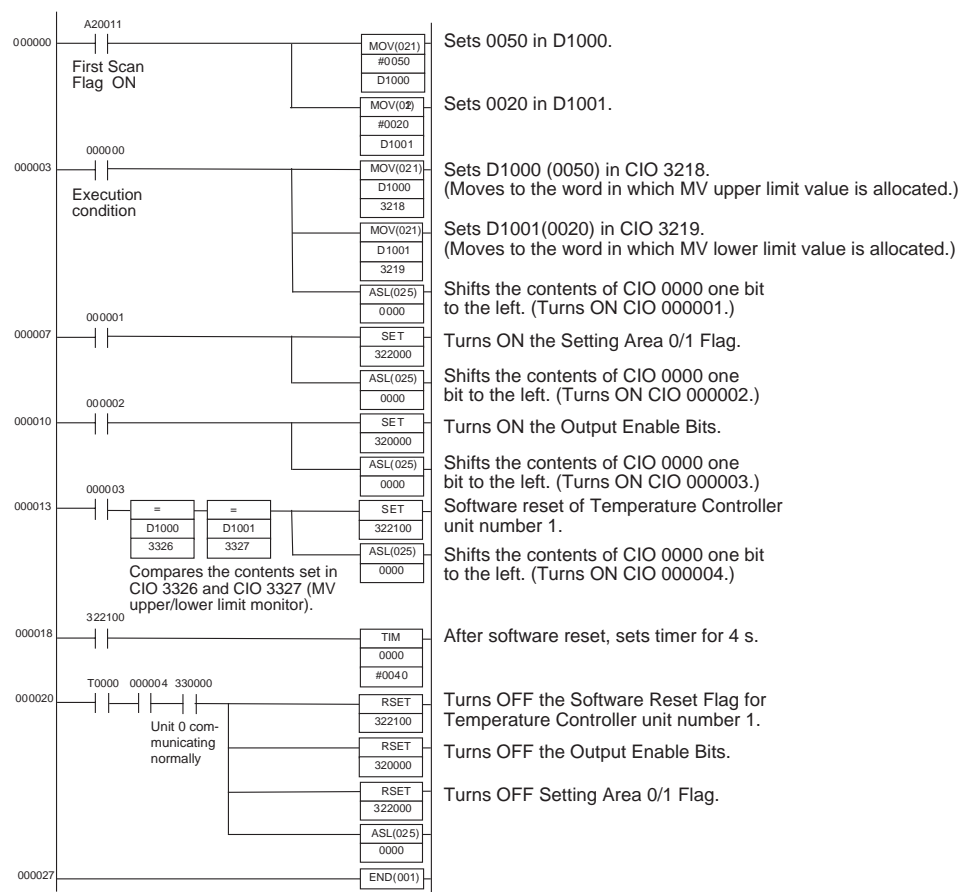 A20011
000000
First Scan
Flag ON
MOV(021)
#0050
D1000
Sets 0050 in D1000.
#0020
D1001
Sets 0020 in D1001.
000000
000003
Execution
condition
MOV(021)
D1000
3218
Sets D1000 (0050) in CIO 3218.
(Moves to the word in which MV upper limit value is allocated.)
MOV(021)
D1001
3219
Sets D1001(0020) in CIO 3219.
(Moves to the word in which MV lower limit value is allocated.)
ASL(025)
0000
Shifts the contents of CIO 0000 one bit
to the left. (Turns ON CIO 000001.)
000001
000007
SET
322000
Turns ON the Setting Area 0/1 Flag.
ASL(025)
0000
Shifts the contents of CIO 0000 one
bit to the left. (Turns ON CIO 000002.)
000002
000010
SET
320000
Turns ON the Output Enable Bits.
ASL(025)
0000
Shifts the contents of CIO 0000 one
bit to the left. (Turns ON CIO 000003.)
000003
000013
=
D1000
3326
=
D1001
3327
Compares the contents set in
CIO 3326 and CIO 3327 (MV
upper/lower limit monitor).
SET
322100
Software reset of Temperature Controller
unit number 1.
ASL(025)
0000
Shifts the contents of CIO 0000 one bit
to the left. (Turns ON CIO 000004.)
322100
000018
TIM
0000
#0040
After software reset, sets timer for 4 s.
T0000 000004 330000
000020
Unit 0 com-
municating
normally
RSET
322100
Turns OFF the Software Reset Flag for
Temperature Controller unit number 1.
RSET
320000
Turns OFF the Output Enable Bits.
RSET
322000
Turns OFF Setting Area 0/1 Flag.
ASL(025)
0000
000027
END(001)